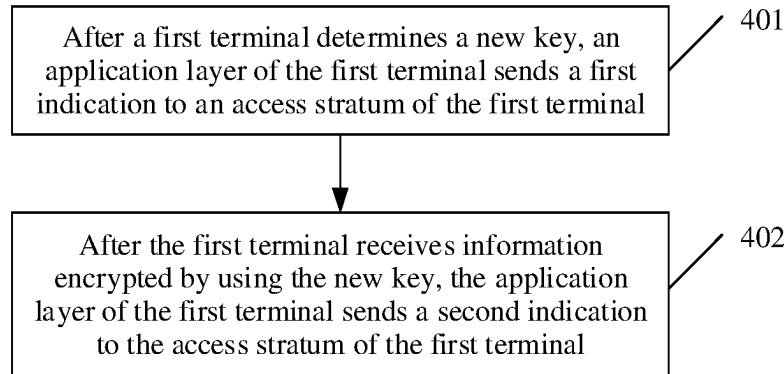 After a first terminal determines a new key, an
application layer of the first terminal sends a first
indication to an access stratum of the first terminal
401
After the first terminal receives information
encrypted by using the new key, the application
layer of the first terminal sends a second indication
to the access stratum of the first terminal
402